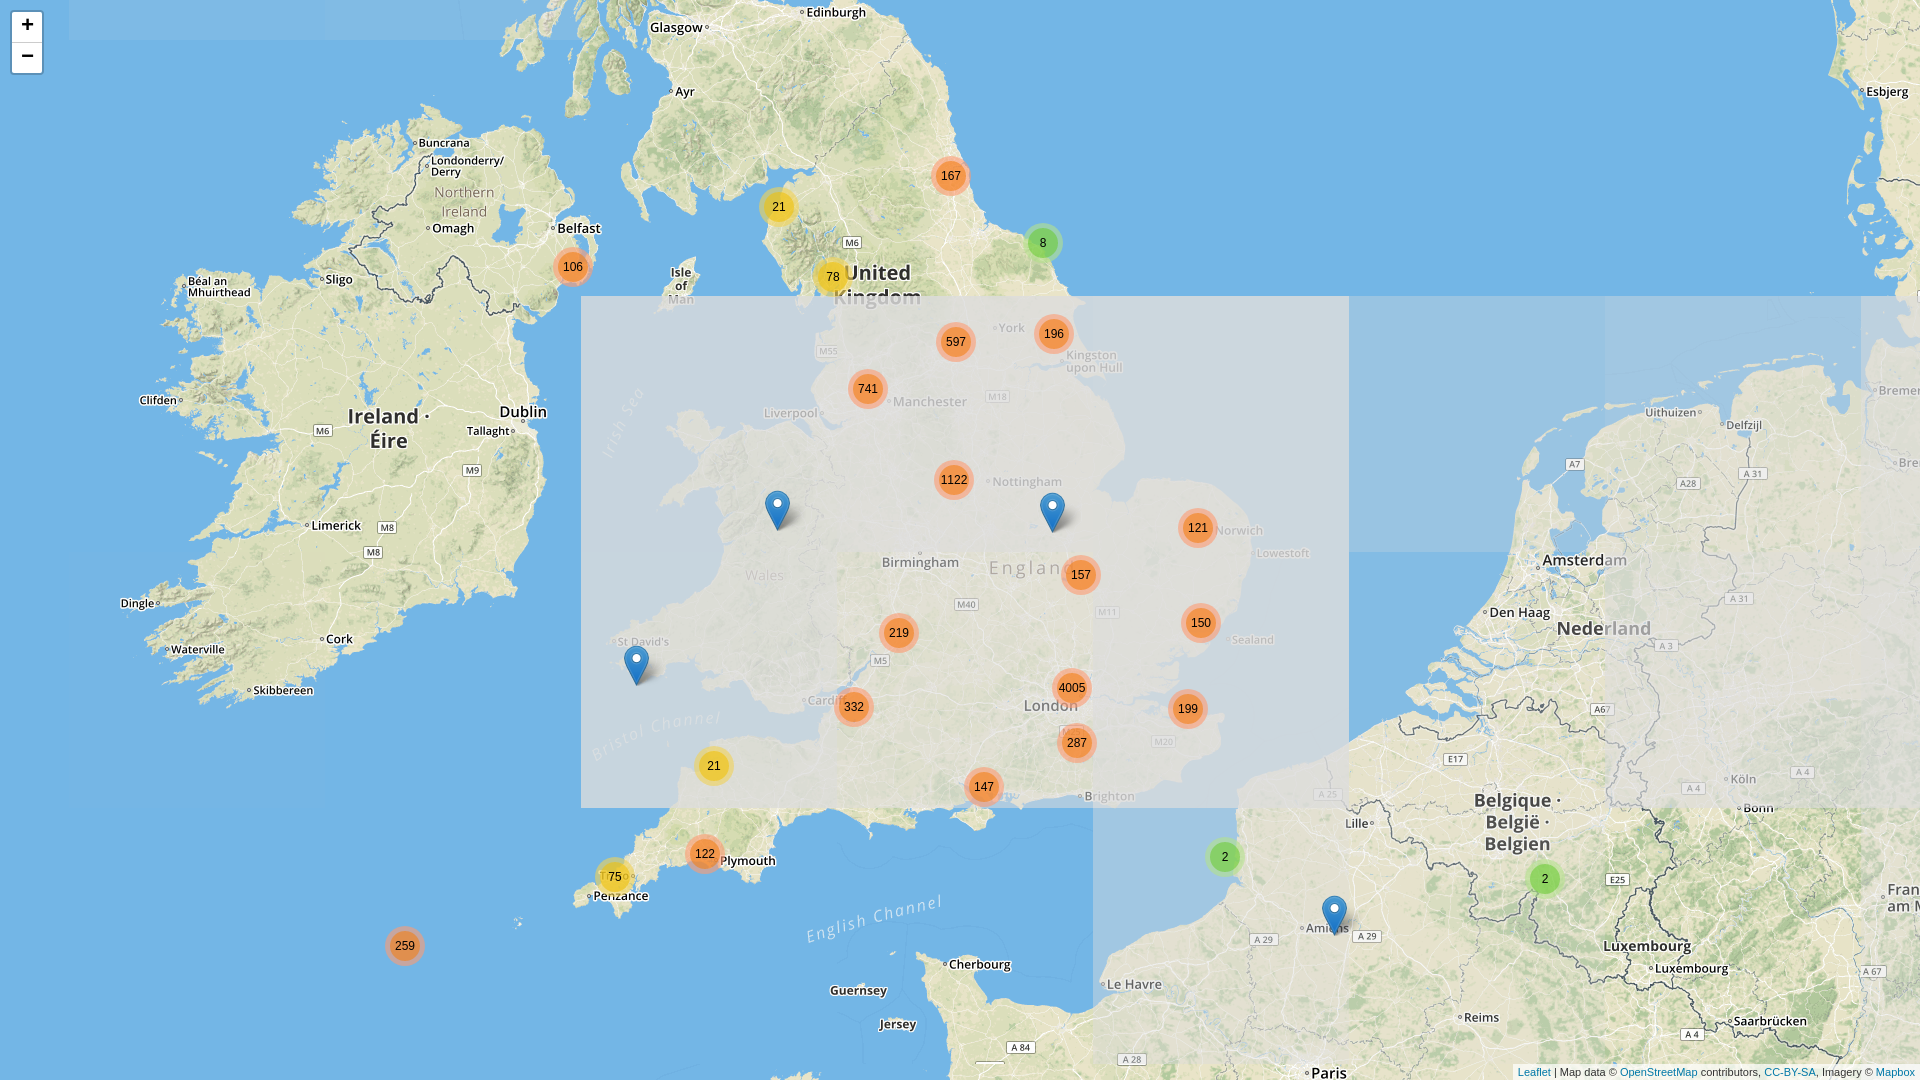 +
−
Edinburgh
Glasgow
Ayr
Esbjerg
Buncrana
Londonderry/
Derry
167
Northern
Ireland
21
Omagh
Belfast
M6
8
106
Isle
of
Man
78
United
Kingdom
Sligo
Béal an
Mhuirthead
York
196
597
M55
Kingston
upon Hull
741
Bremer
Clifden
M18
Manchester
Liverpool
Dublin
Uithuizen
Ireland ·
Éire
M6
Tallaght
Delfzijl
Irish Sea
A7
M9
A 31
1122
Nottingham
A28
Limerick
M8
121
Norwich
M8
Lowestoft
Birmingham
Amsterdam
Wales
Englan
157
Dingle
M40
M11
A 31
Den Haag
150
219
Nederland
Cork
St David's
Sealand
Waterville
M5
A 3
4005
Skibbereen
Cardiff
332
London
199
A67
Bristol Channel
287
M20
E17
21
A 4
Köln
A 4
147
Brighton
A 25
Belgique ·
België ·
Belgien
Bonn
Lille
122
Plymouth
2
75
2
E25
Penzance
Fran
am M
English Channel
Amiens
A 29
A 29
259
Luxembourg
Cherbourg
Luxembourg
A 67
Guernsey
Le Havre
Jersey
Reims
Saarbrücken
A 84
A 4
A 28
Paris
Leaflet | Map data © OpenStreetMap contributors, CC-BY-SA, Imagery © Mapbox